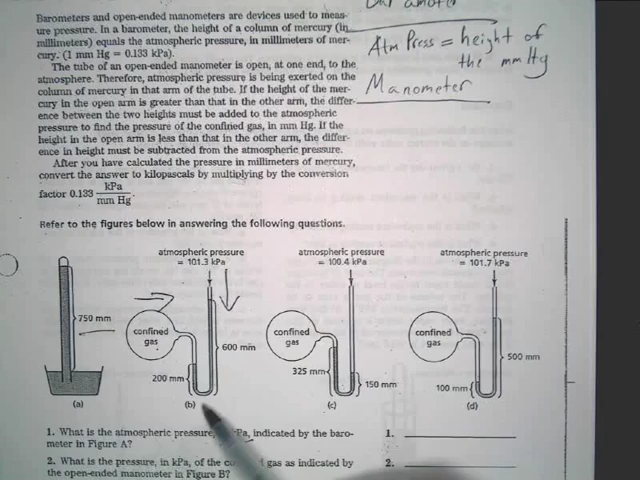 Barometers and open-ended manometers are devices used to meas-
ure pressure. In a barometer, the height of a column of mercury (in
millimeters) equals the atmospheric pressure, in millimeters of mer-
cury. (1 mm Hg = 0.133 kPa).
The tube of an open-ended manometer is open, at one end, to the
atmosphere. Therefore, atmospheric pressure is being exerted on the
column of mercury in that arm of the tube. If the height of the mer-
cury in the open arm is greater than that in the other arm, the differ-
ence between the two heights must be added to the atmospheric
pressure to find the pressure of the confined gas, in mm Hg. If the
height in the open arm is less than that in the other arm, the differ-
ence in height must be subtracted from the atmospheric pressure.
After you have calculated the pressure in millimeters of mercury,
convert the answer to kilopascals by multiplying by the conversion
factor 0.133 kPa
mm Hg.
Atm Press = height of
the mm Hg
Manometer
Refer to the figures below in answering the following questions.
atmospheric pressure
= 101.3 kPa
atmospheric pressure
= 100.4 kPa
atmospheric pressure
= 101.7 kPa
750 mm
confined
gas
600 mm
200 mm
confined
gas
325 mm
150 mm
confined
gas
500 mm
100 mm
(a)
(b)
(c)
(d)
1. What is the atmospheric pressure, kPa, indicated by the baro-
meter in Figure A?
1.
2. What is the pressure, in kPa, of the gas as indicated by
the open-ended manometer in Figure B?
2.